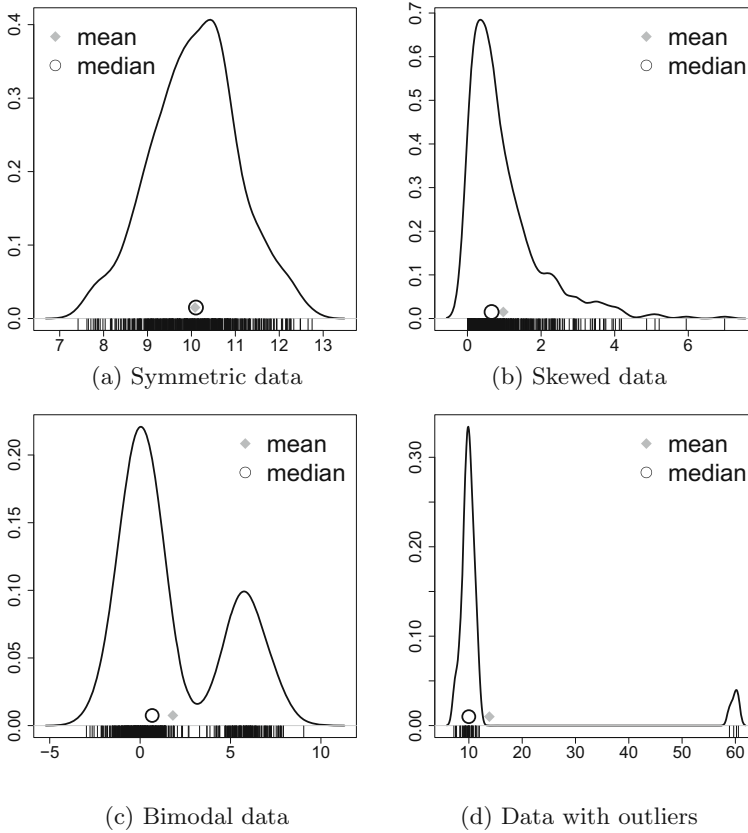 mean
median
0.0 0.1 0.2 0.3 0.4
7 8 9 10 11 12 13
(a) Symmetric data
mean
median
0.0 0.1 0.2 0.3 0.4 0.5 0.6 0.7
0 2 4 6
(b) Skewed data
mean
median
0.00 0.05 0.10 0.15 0.20
−5 0 5 10
(c) Bimodal data
mean
median
0.00 0.10 0.20 0.30
10 20 30 40 50 60
(d) Data with outliers